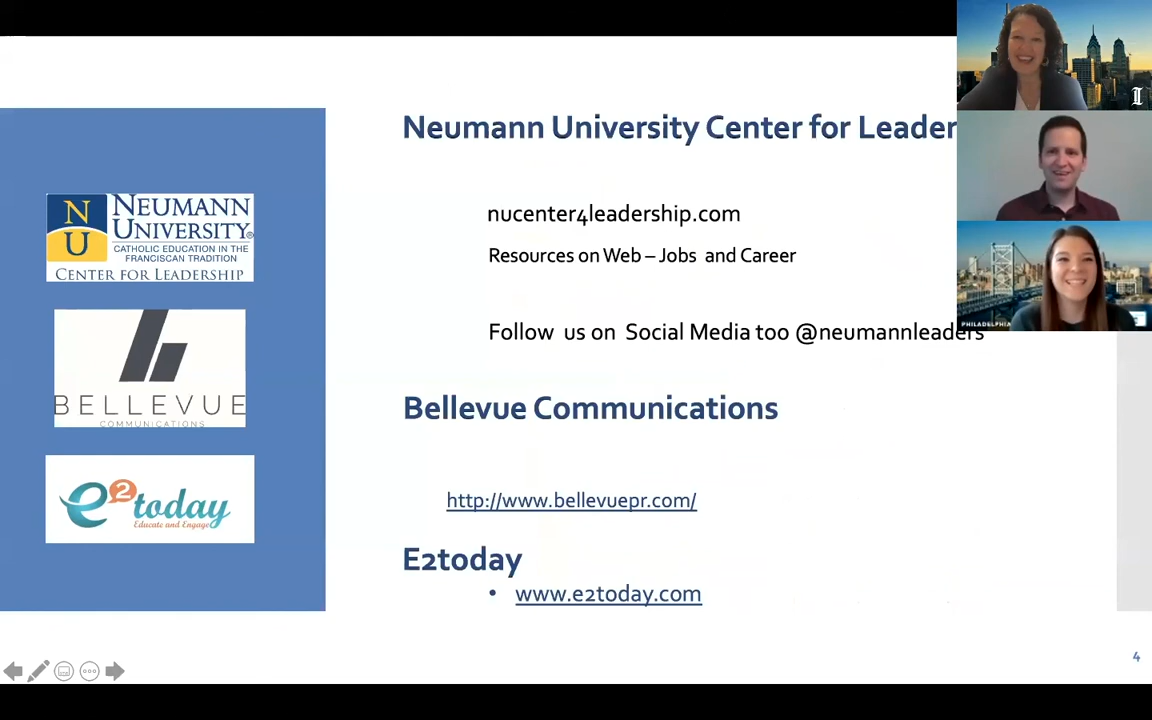 Neumann University Center for Leader
nucenter4leadership.com
Resources on Web – Jobs and Career
Follow us on Social Media too @neumannleaders
Bellevue Communications
http://www.bellevuepr.com/
E2today
• www.e2today.com
NU
NEUMANN
UNIVERSITY®
CATHOLIC EDUCATION IN THE
FRANCISCAN TRADITION
CENTER FOR LEADERSHIP
BELLEVUE
COMMUNICATIONS
e2today
Educate and Engage
I
PHILADELPHIA
4